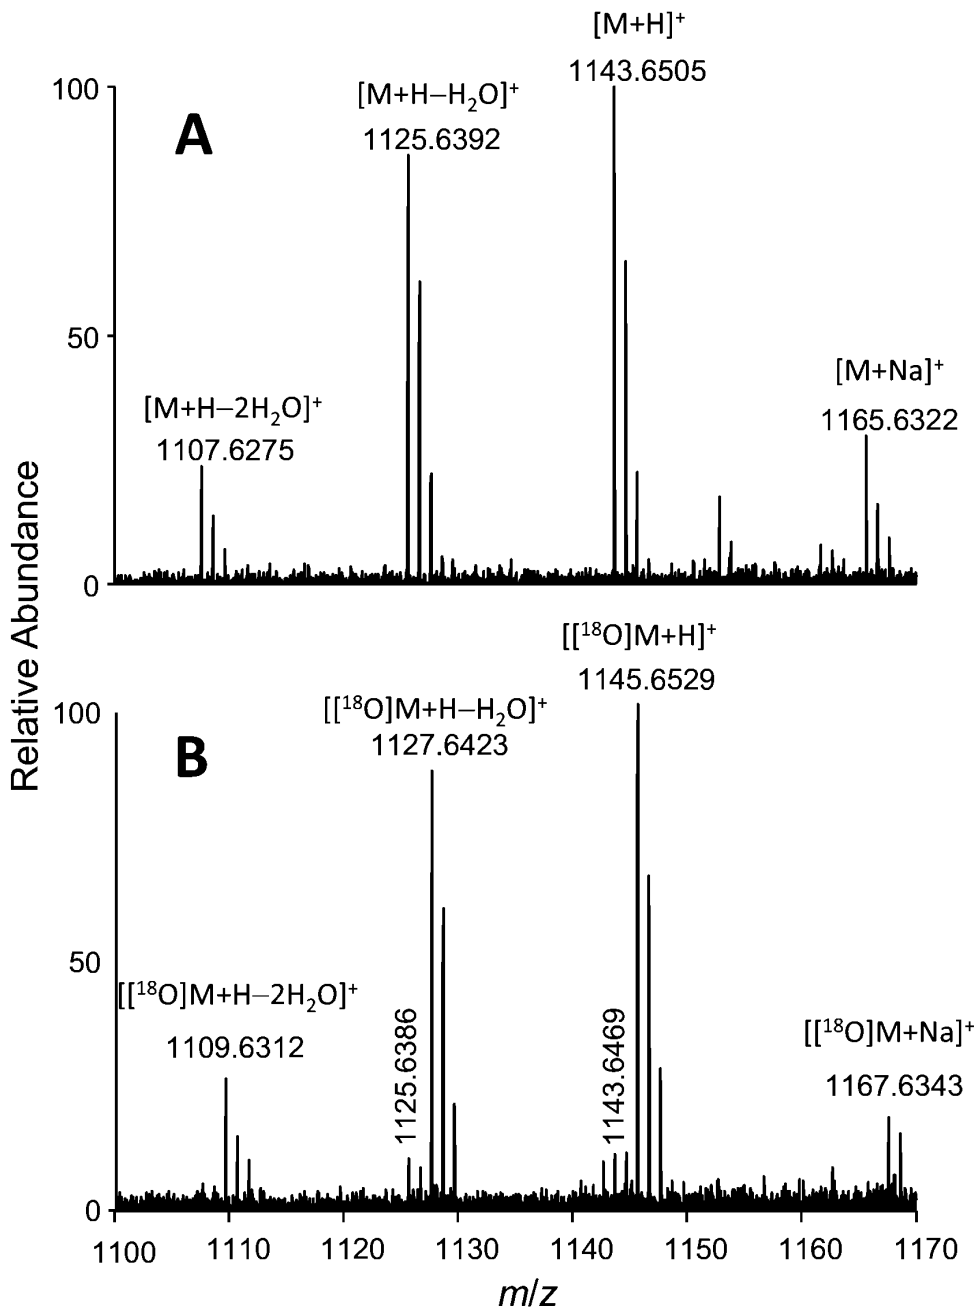 [M+H]⁺
1143.6505
[M+H−H₂O]⁺
1125.6392
A
[M+Na]⁺
1165.6322
[M+H−2H₂O]⁺
1107.6275
100
50
0
Relative Abundance
[[¹⁸O]M+H]⁺
1145.6529
[[¹⁸O]M+H−H₂O]⁺
1127.6423
B
[[¹⁸O]M+H−2H₂O]⁺
1109.6312
1125.6386
1143.6469
[[¹⁸O]M+Na]⁺
1167.6343
100
50
0
1100 1110 1120 1130 1140 1150 1160 1170
m/z